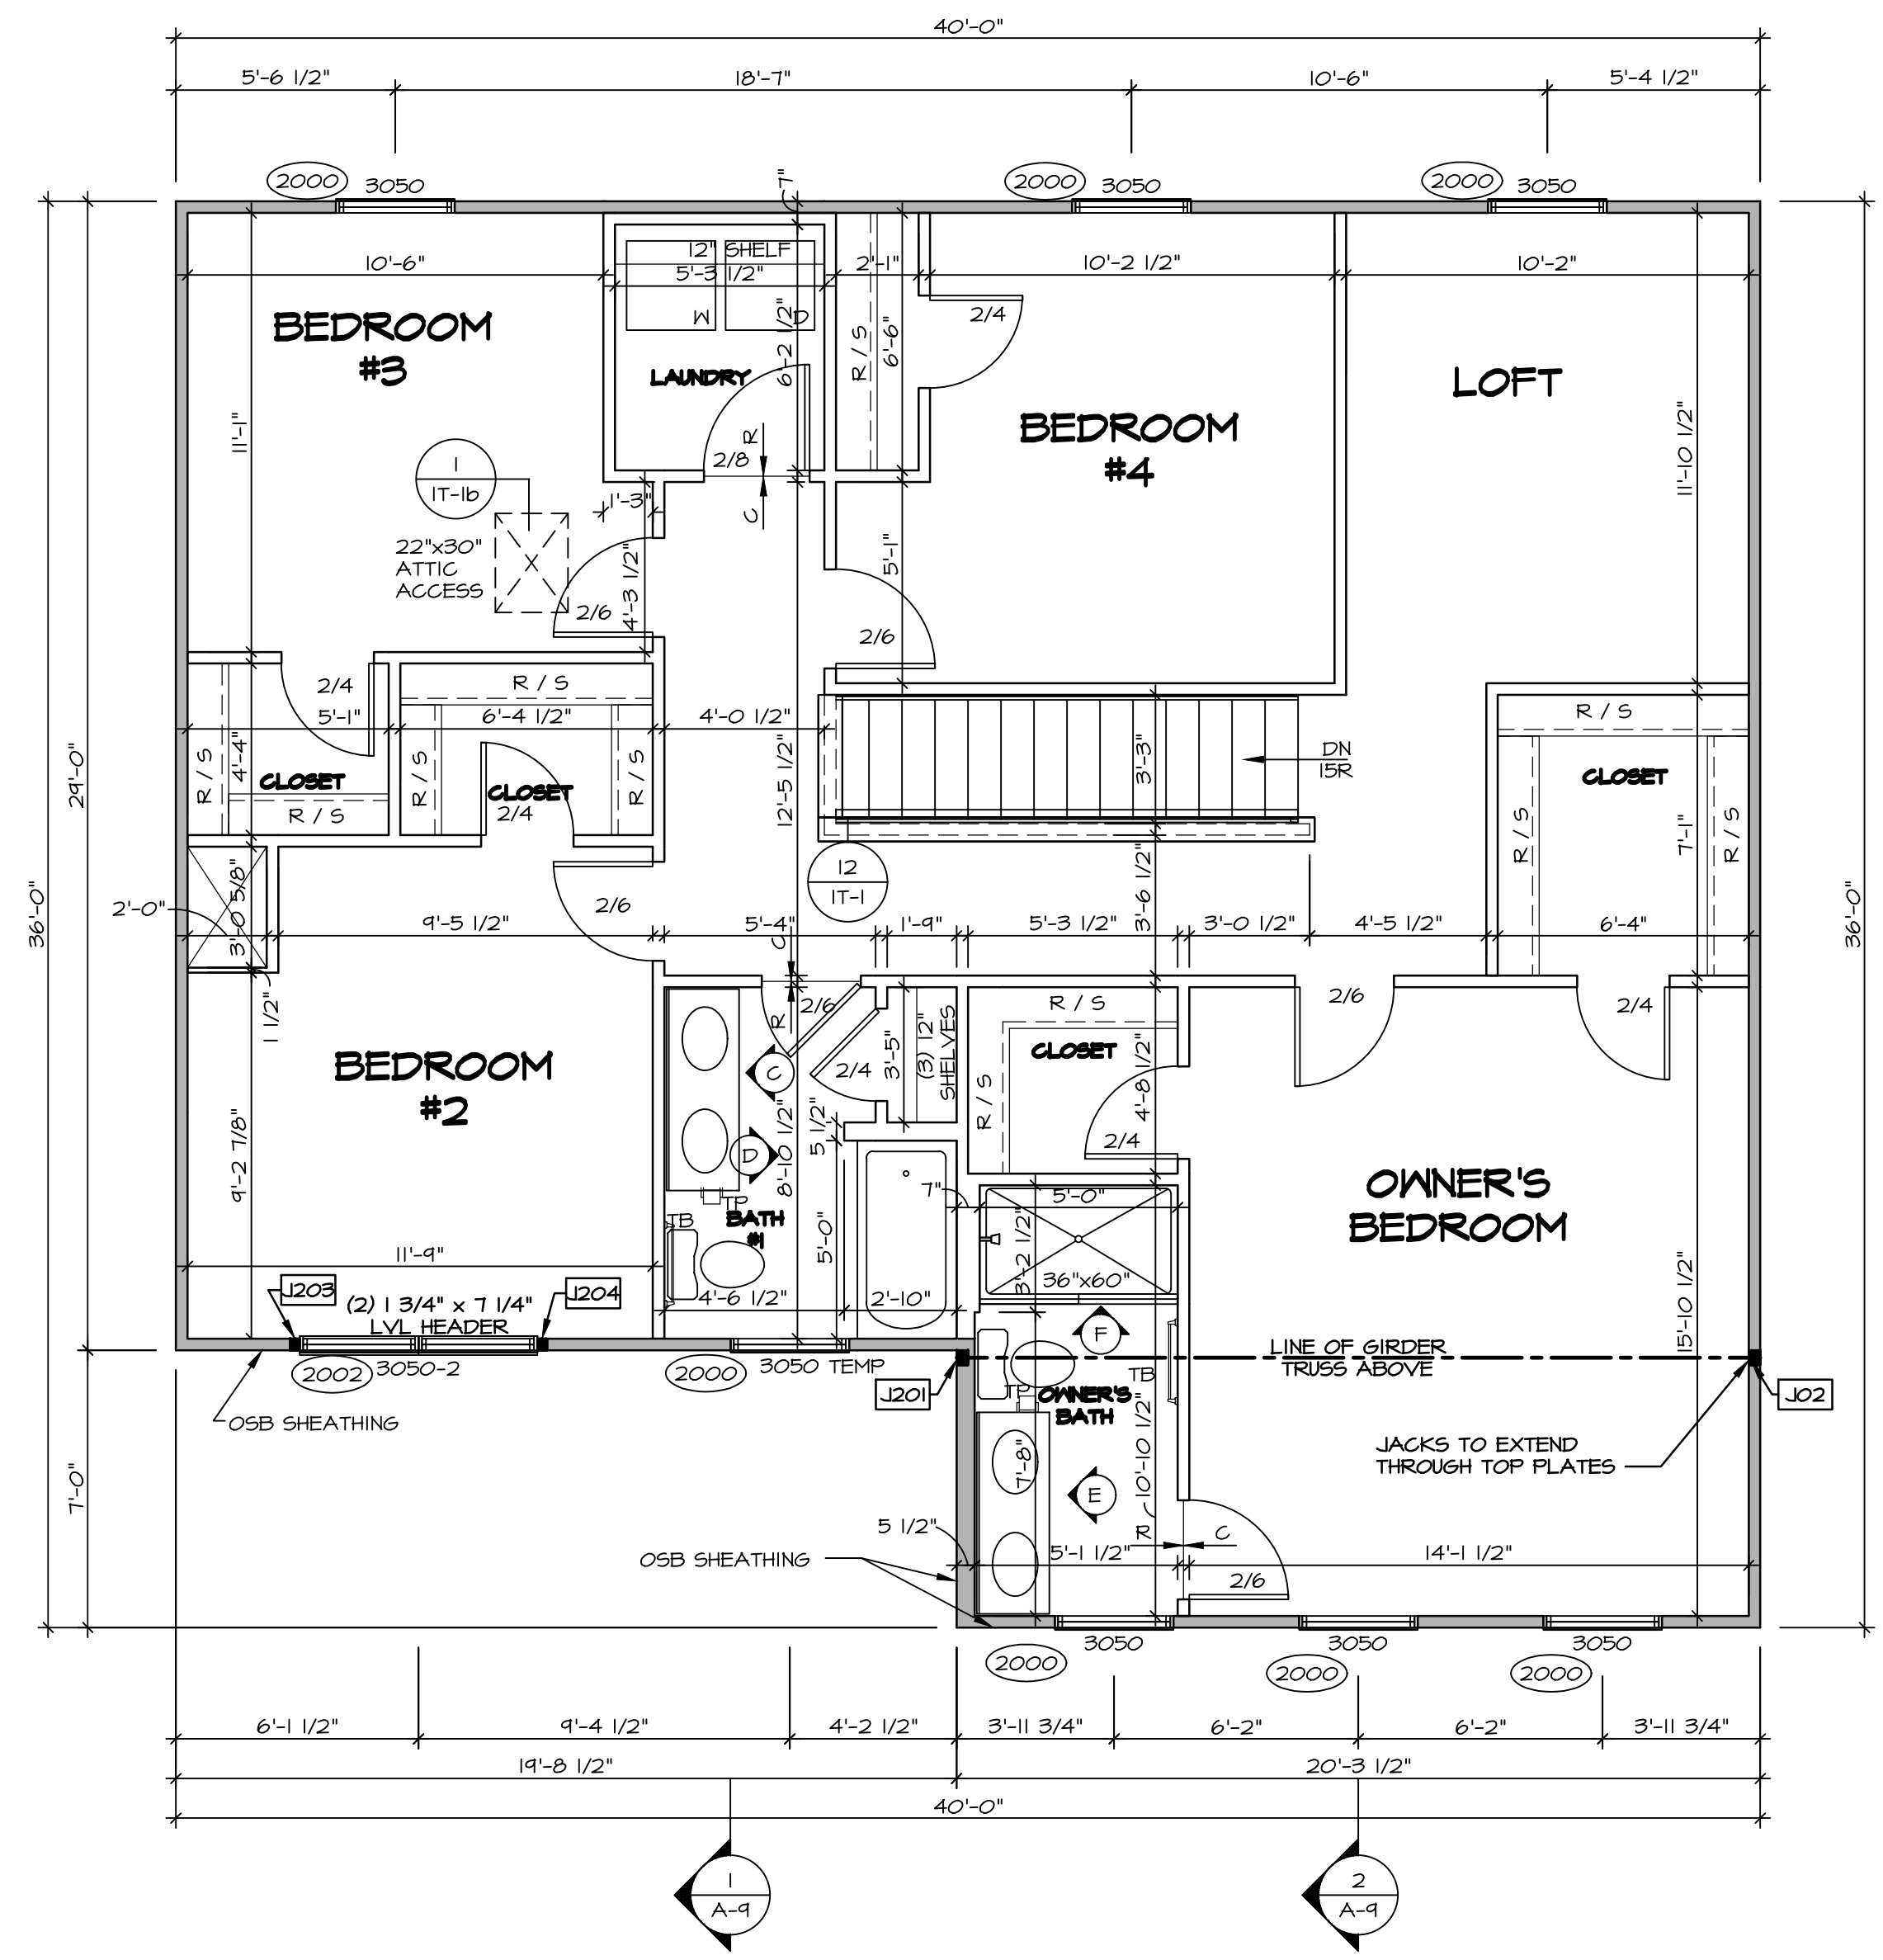 40'-0"
5'-6 1/2" 18'-7" 10'-6" 5'-4 1/2"
2000 3050 7" 2000 3050 2000 3050
12" SHELF
10'-6" 5'-3 1/2" 2'-1" 10'-2 1/2" 10'-2"
W D 2/4
BEDROOM
#3
6'-2 1/2" R / S 6'-6"
LAUNDRY
LOFT
BEDROOM
#4
11'-1" 11'-10 1/2"
R
2/8
C
1
1T-1b
1'-3"
22"x30"
ATTIC
ACCESS
4'-3 1/2" 5'-1"
2/6 2/6
2/4 R / S R / S
5'-1" 6'-4 1/2" 4'-0 1/2"
R / S 4'-4" R / S R / S 12'-5 1/2" 3'-3"
DN
15R
CLOSET CLOSET CLOSET
R / S 2/4
R / S 7'-1" R / S
29'-0"
36'-0" 36'-0"
12
1T-1
2'-0" 3'-0 5/8" 2/6 3'-6 1/2"
9'-5 1/2" 5'-4" 1'-9" 5'-3 1/2" 3'-0 1/2" 4'-5 1/2" 6'-4"
C
R
1 1/2" 2/6 R / S 2/6 2/4
3'-5" (3) 12"
SHELVES
CLOSET
BEDROOM
#2
C 2/4 R / S 4'-8 1/2"
2/4
D
9'-2 7/8" 8'-10 1/2" 5 1/2"
7" 5'-0"
OWNER'S
BEDROOM
TP
TB BATH
#1
5'-0" 3'-2 1/2"
36"x60"
11'-9"
J203 J204
(2) 1 3/4" x 7 1/4"
LVL HEADER
4'-6 1/2" 2'-10"
15'-10 1/2"
F
LINE OF GIRDER
TRUSS ABOVE
2002 3050-2 2000 3050 TEMP
J201 TP TB J02
OWNER'S
BATH
OSB SHEATHING
7'-8" 10'-10 1/2"
JACKS TO EXTEND
THROUGH TOP PLATES
7'-0"
E
5 1/2" R C
OSB SHEATHING
5'-1 1/2" 14'-1 1/2"
2/6
3050 3050 3050
2000 2000 2000
6'-1 1/2" 9'-4 1/2" 4'-2 1/2" 3'-11 3/4" 6'-2" 6'-2" 3'-11 3/4"
19'-8 1/2" 20'-3 1/2"
40'-0"
1
A-9
2
A-9